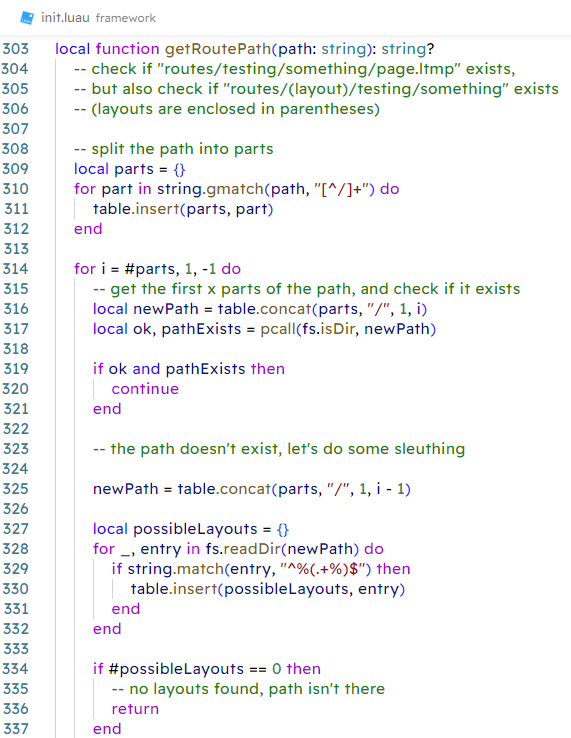 init.luau framework
303 local function getRoutePath(path: string): string?
304 -- check if "routes/testing/something/page.ltmp" exists,
305 -- but also check if "routes/(layout)/testing/something" exists
306 -- (layouts are enclosed in parentheses)
307
308 -- split the path into parts
309 local parts = {}
310 for part in string.gmatch(path, "[^/]+") do
311 table.insert(parts, part)
312 end
313
314 for i = #parts, 1, -1 do
315 -- get the first x parts of the path, and check if it exists
316 local newPath = table.concat(parts, "/", 1, i)
317 local ok, pathExists = pcall(fs.isDir, newPath)
318
319 if ok and pathExists then
320 continue
321 end
322
323 -- the path doesn't exist, let's do some sleuthing
324
325 newPath = table.concat(parts, "/", 1, i - 1)
326
327 local possibleLayouts = {}
328 for _, entry in fs.readDir(newPath) do
329 if string.match(entry, "^%(.+%)$") then
330 table.insert(possibleLayouts, entry)
331 end
332 end
333
334 if #possibleLayouts == 0 then
335 -- no layouts found, path isn't there
336 return
337 end